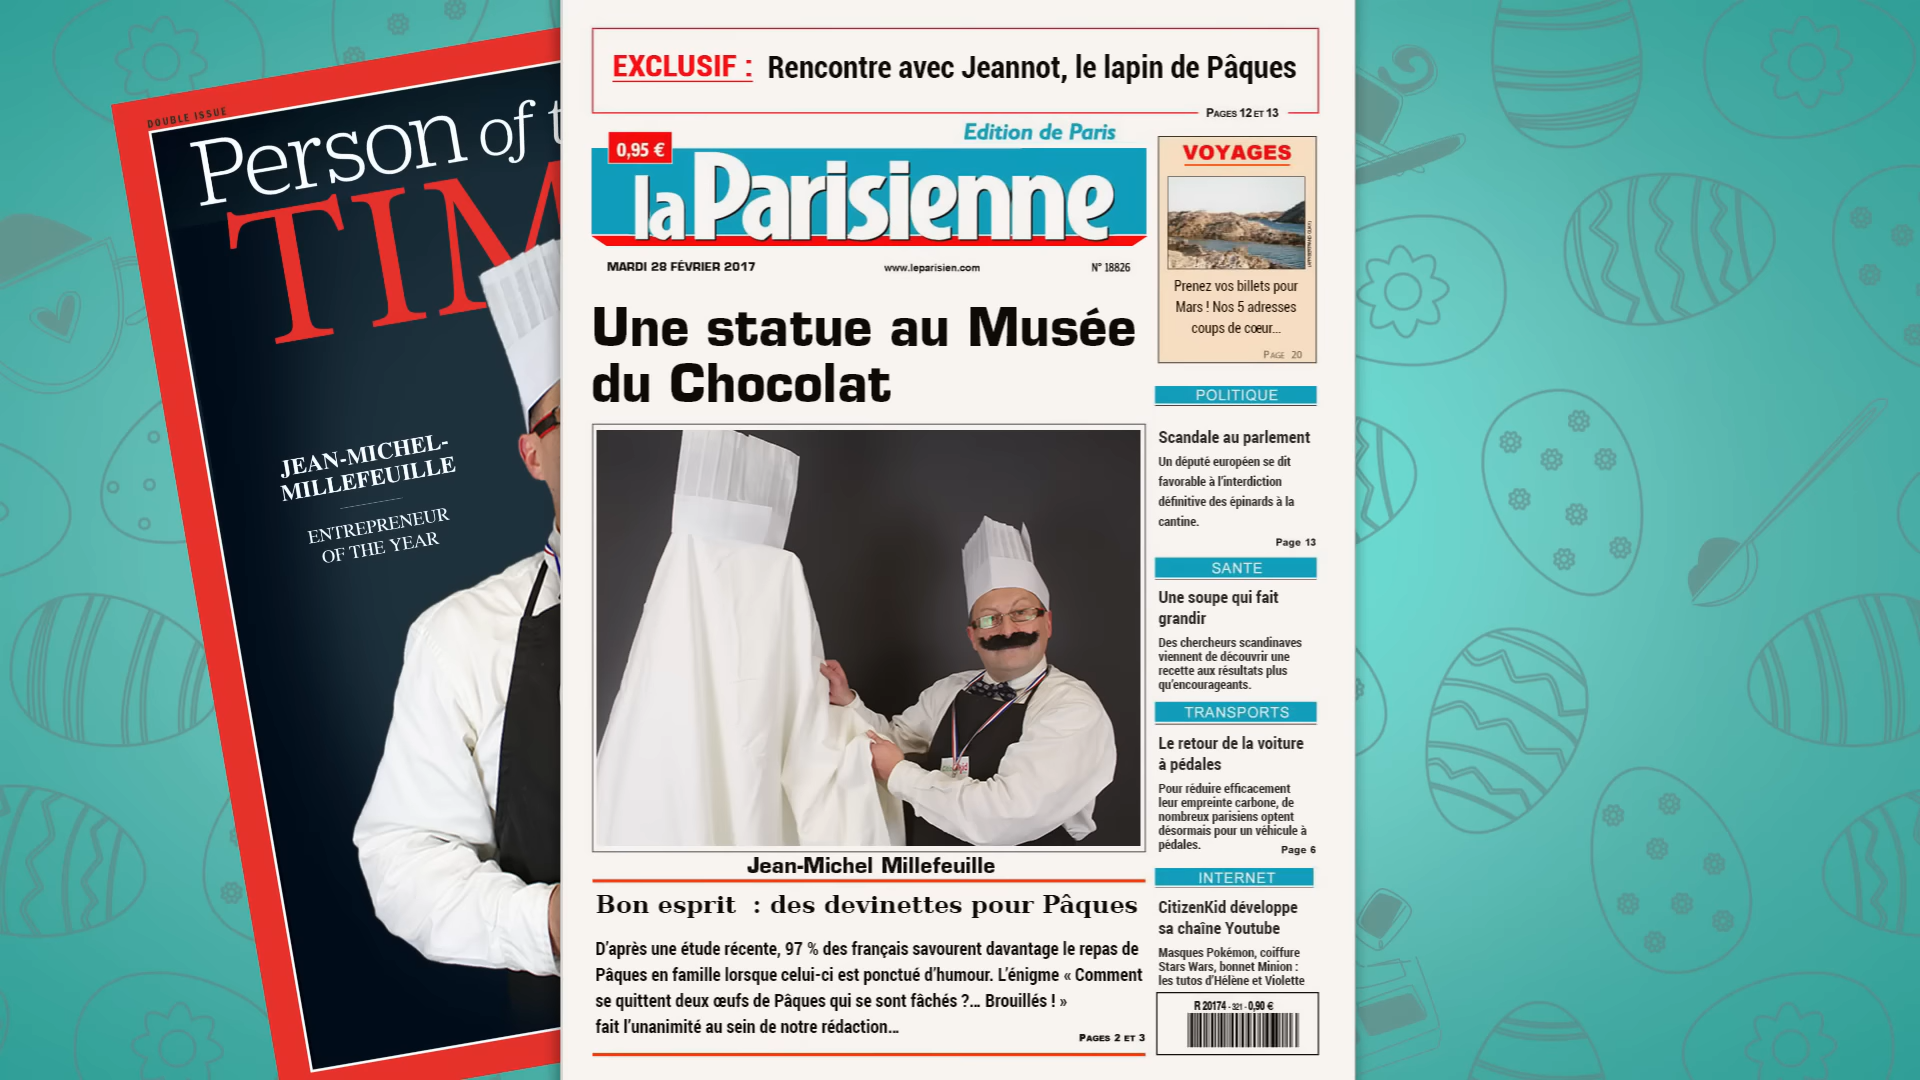 DOUBLE ISSUE
Person of t
TIM
JEAN-MICHEL-
MILLEFEUILLE
ENTREPRENEUR
OF THE YEAR
EXCLUSIF : Rencontre avec Jeannot, le lapin de Pâques
PAGES 12 ET 13
Edition de Paris
0,95 €
la Parisienne
MARDI 28 FÉVRIER 2017 www.leparisien.com N° 18826
Une statue au Musée
du Chocolat
Jean-Michel Millefeuille
Bon esprit : des devinettes pour Pâques
D'après une étude récente, 97 % des français savourent davantage le repas de
Pâques en famille lorsque celui-ci est ponctué d'humour. L'énigme « Comment
se quittent deux œufs de Pâques qui se sont fâchés ?... Brouillés ! »
fait l'unanimité au sein de notre rédaction...
PAGES 2 ET 3
VOYAGES
Prenez vos billets pour
Mars ! Nos 5 adresses
coups de cœur...
PAGE 20
POLITIQUE
Scandale au parlement
Un député européen se dit
favorable à l'interdiction
définitive des épinards à la
cantine.
Page 13
SANTE
Une soupe qui fait
grandir
Des chercheurs scandinaves
viennent de découvrir une
recette aux résultats plus
qu'encourageants.
TRANSPORTS
Le retour de la voiture
à pédales
Pour réduire efficacement
leur empreinte carbone, de
nombreux parisiens optent
désormais pour un véhicule à
pédales.
Page 6
INTERNET
CitizenKid développe
sa chaîne Youtube
Masques Pokémon, coiffure
Stars Wars, bonnet Minion :
les tutos d'Hélène et Violette
R 20174 - 321 - 0,90 €